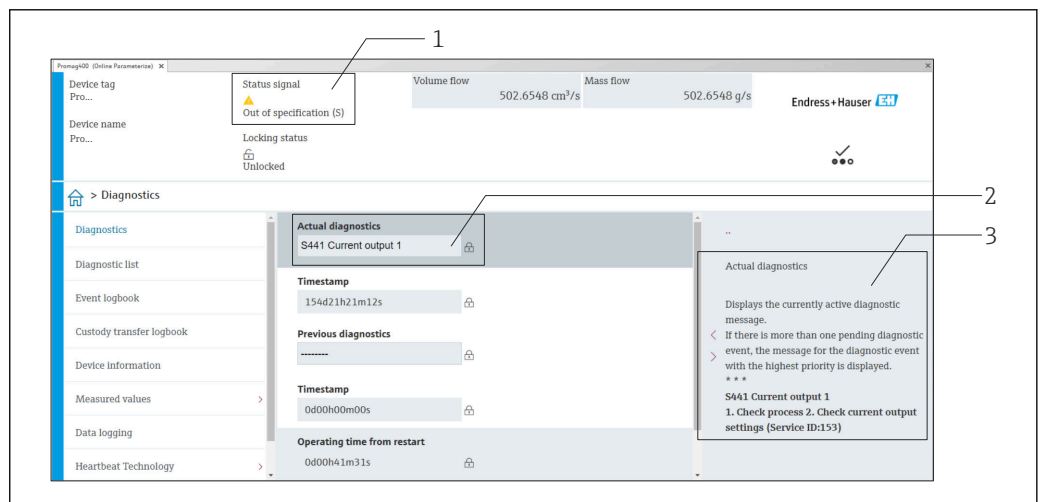 1
Promag400 (Online Parameterize) ×
×
Device tag
Pro...
Device name
Pro...
Status signal
Out of specification (S)
Locking status
Unlocked
Volume flow
502.6548 cm³/s
Mass flow
502.6548 g/s
Endress+Hauser EH
> Diagnostics
2
3
Diagnostics
Diagnostic list
Event logbook
Custody transfer logbook
Device information
Measured values >
Data logging
Heartbeat Technology >
Actual diagnostics
S441 Current output 1
Timestamp
154d21h21m12s
Previous diagnostics
--------
Timestamp
0d00h00m00s
Operating time from restart
0d00h41m31s
..
Actual diagnostics
Displays the currently active diagnostic
message.
If there is more than one pending diagnostic
event, the message for the diagnostic event
with the highest priority is displayed.
* * *
S441 Current output 1
1. Check process 2. Check current output
settings (Service ID:153)